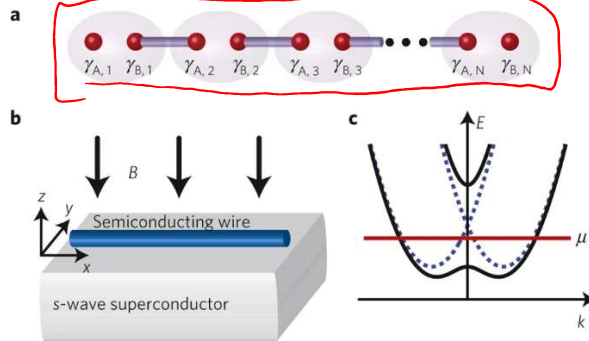 a
γA, 1 γB, 1 γA, 2 γB, 2 γA, 3 γB, 3 γA, N γB, N
b
B
z
y
x
Semiconducting wire
s-wave superconductor
c
E
μ
k